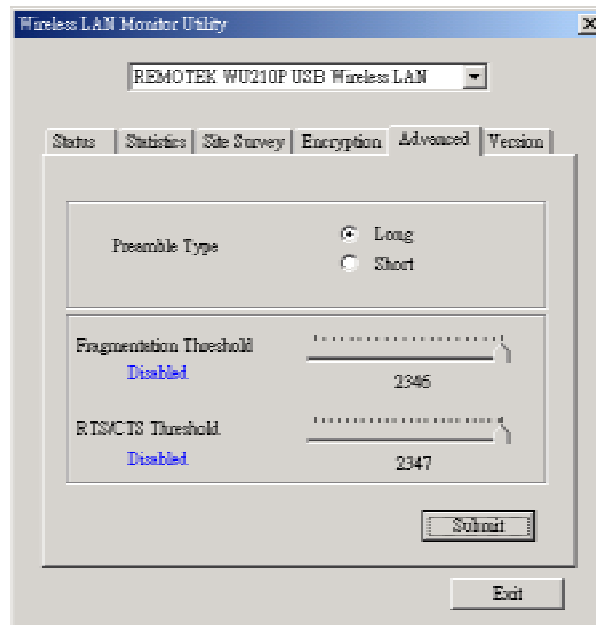 Wireless LAN Monitor Utility
REMOTEK WU210P USB Wireless LAN
Status Statistics Site Survey Encryption Advanced Version
Preamble Type
Long
Short
Fragmentation Threshold
Disabled
2346
RTS/CTS Threshold
Disabled
2347
Submit
Exit